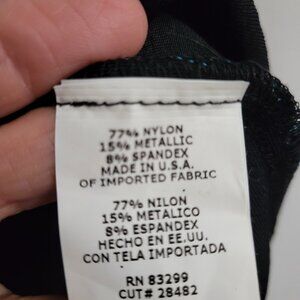 77% NYLON
15% METALLIC
8% SPANDEX
MADE IN U.S.A.
OF IMPORTED FABRIC
77% NILON
15% METALICO
8% ESPANDEX
HECHO EN EE.UU.
CON TELA IMPORTADA
RN 83299
CUT# 28482